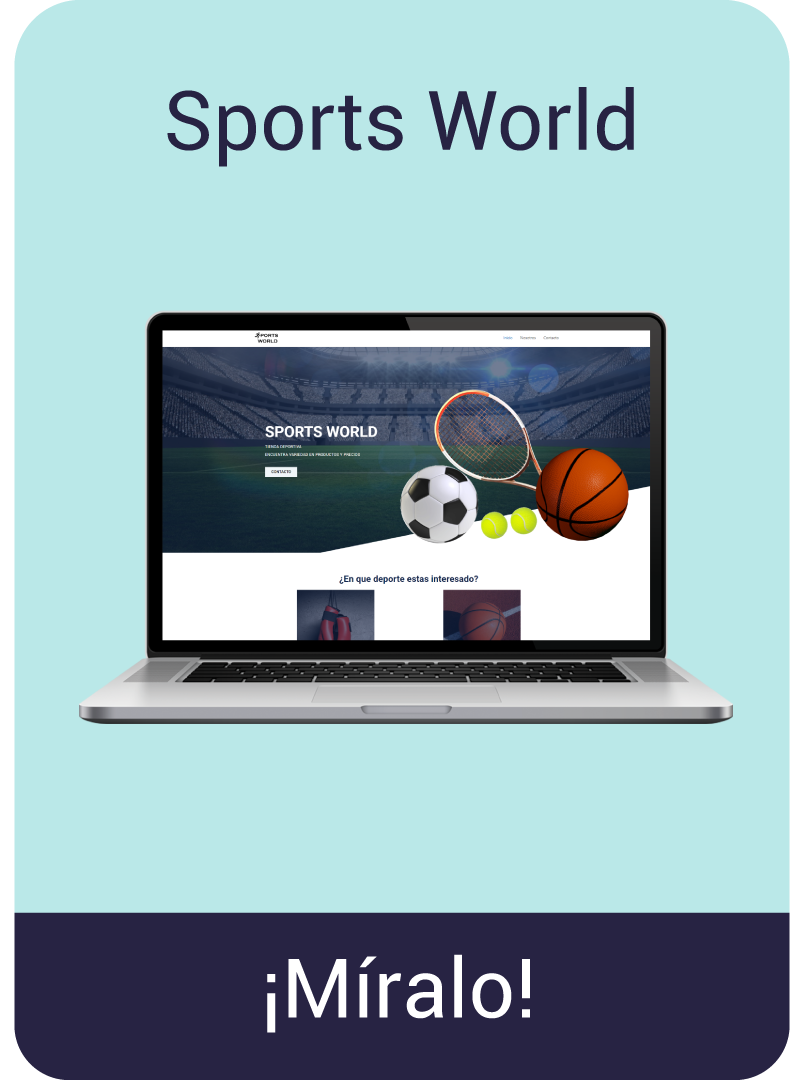 Sports World
SPORTS
WORLD
Inicio Nosotros Contacto
SPORTS WORLD
TIENDA DEPORTIVA
ENCUENTRA VARIEDAD EN PRODUCTOS Y PRECIOS
CONTACTO
¿En que deporte estas interesado?
¡Míralo!